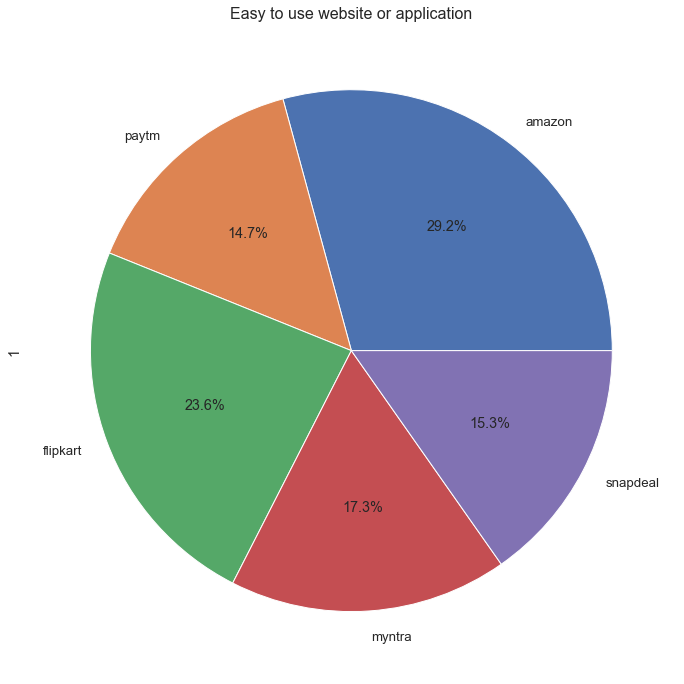 Easy to use website or application
amazon
paytm
29.2%
14.7%
1
23.6%
15.3%
flipkart
snapdeal
17.3%
myntra